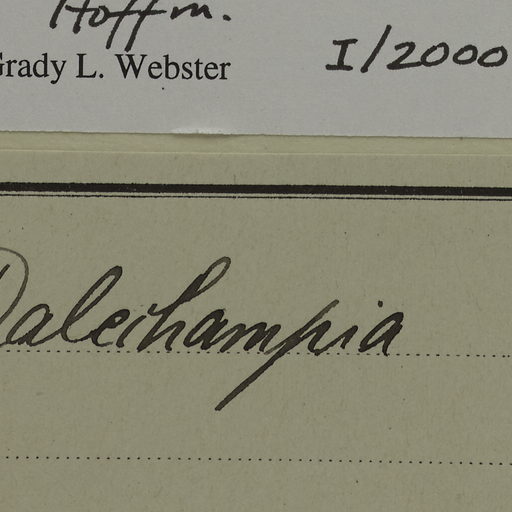 Hoffm.
Grady L. Webster I/2000
Dalechampia